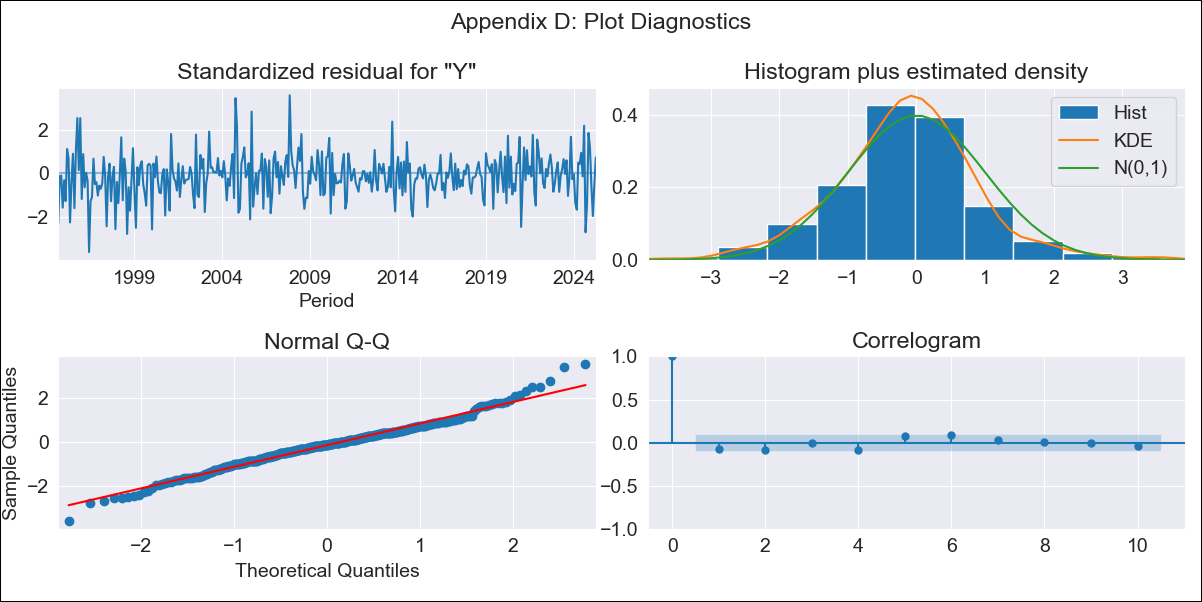 Appendix D: Plot Diagnostics
Standardized residual for "Y"
2
0
−2
1999 2004 2009 2014 2019 2024
Period
Histogram plus estimated density
0.4
0.2
0.0
−3 −2 −1 0 1 2 3
Hist
KDE
N(0,1)
Normal Q-Q
Sample Quantiles
2
0
−2
−2 −1 0 1 2
Theoretical Quantiles
Correlogram
1.0
0.5
0.0
−0.5
−1.0
0 2 4 6 8 10